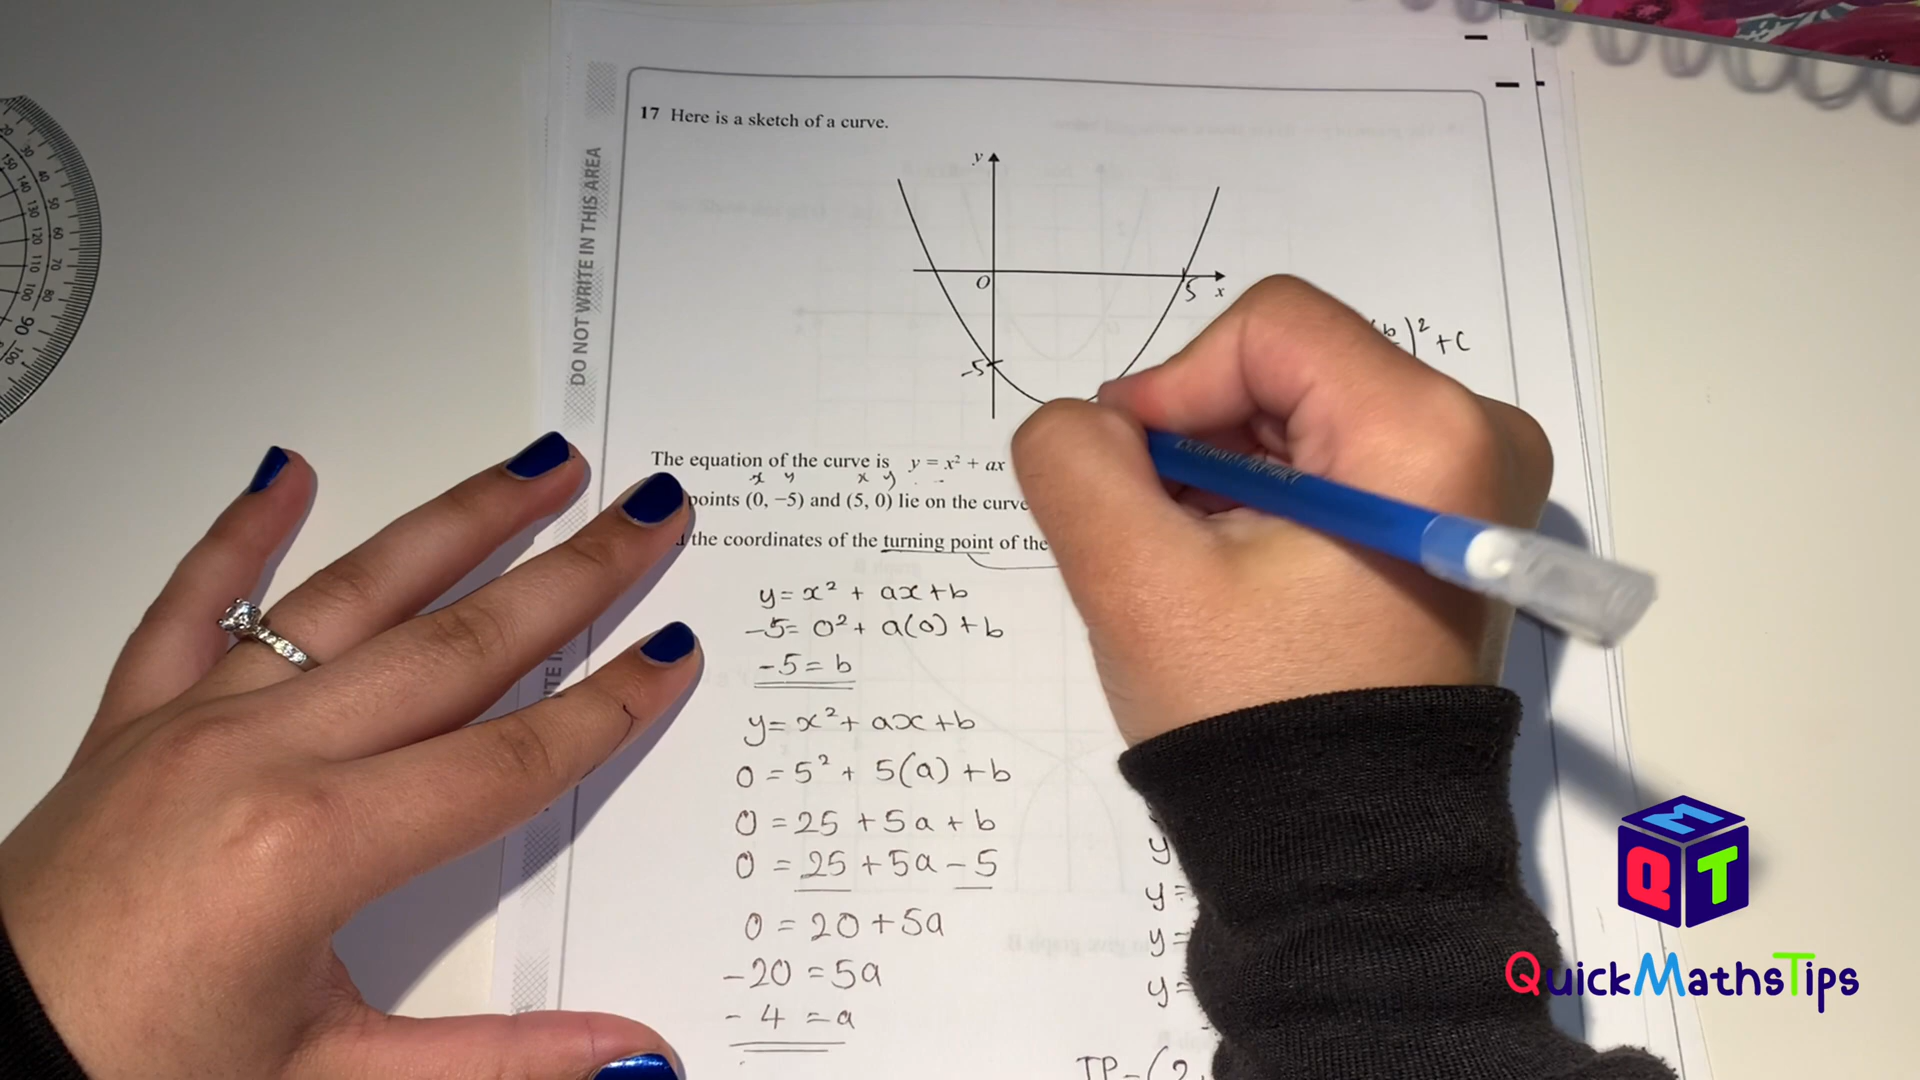 DO NOT WRITE IN THIS AREA
17 Here is a sketch of a curve.
y
O
5
x
-5
b
)² + C
The equation of the curve is y = x² + ax
x y x y
points (0, −5) and (5, 0) lie on the curve
the coordinates of the turning point of the
y = x² + ax + b
-5 = 0² + a(0) + b
-5 = b
y = x² + ax + b
0 = 5² + 5(a) + b
0 = 25 + 5a + b
0 = 25 + 5a - 5
0 = 20 + 5a
-20 = 5a
- 4 = a
y
y =
y =
y =
TP = (2,
QMT
QuickMathsTips